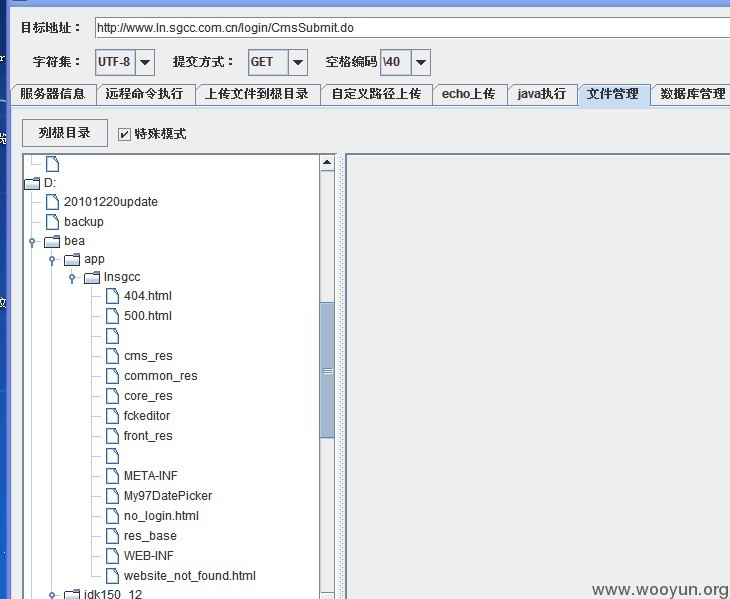 目标地址： http://www.ln.sgcc.com.cn/login/CmsSubmit.do
字符集： UTF-8 提交方式： GET 空格编码 \40
服务器信息 远程命令执行 上传文件到根目录 自定义路径上传 echo上传 java执行 文件管理 数据库管理
列根目录 特殊模式
D:
20101220update
backup
bea
app
lnsgcc
404.html
500.html
cms_res
common_res
core_res
fckeditor
front_res
META-INF
My97DatePicker
no_login.html
res_base
WEB-INF
website_not_found.html
jdk150_12
www.wooyun.org